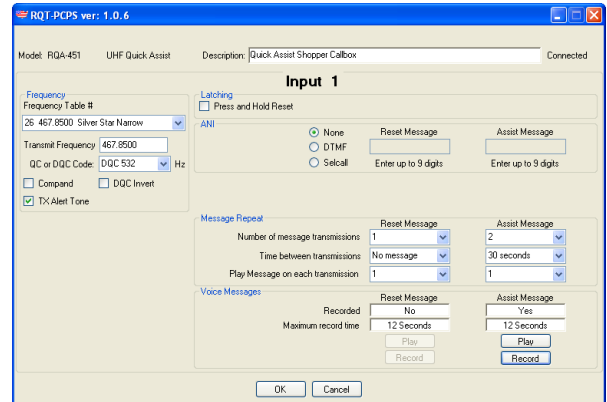 RQT-PCPS ver: 1.0.6
Model: RQA-451 UHF Quick Assist Description: Quick Assist Shopper Callbox Connected
Input 1
Frequency
Frequency Table #
26 467.8500 Silver Star Narrow
Transmit Frequency 467.8500
QC or DQC Code: DQC 532 Hz
Compand DQC Invert
TX Alert Tone
Latching
Press and Hold Reset
ANI
None Reset Message Assist Message
DTMF
Selcall Enter up to 9 digits Enter up to 9 digits
Message Repeat
Reset Message Assist Message
Number of message transmissions 1 2
Time between transmissions No message 30 seconds
Play Message on each transmission 1 1
Voice Messages
Reset Message Assist Message
Recorded No Yes
Maximum record time 12 Seconds 12 Seconds
Play Play
Record Record
OK Cancel